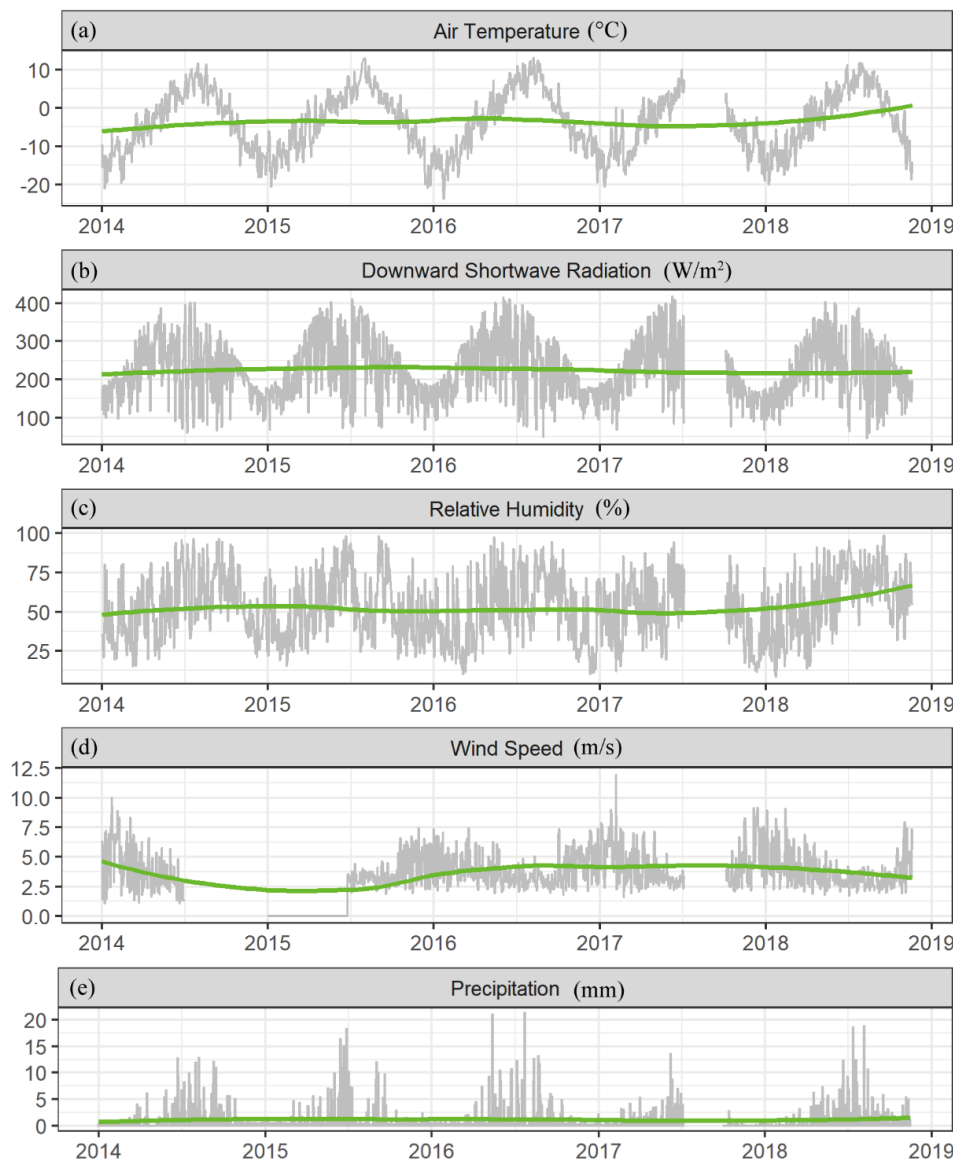 (a) Air Temperature (°C)
10
0
-10
-20
2014 2015 2016 2017 2018 2019
(b) Downward Shortwave Radiation (W/m²)
400
300
200
100
2014 2015 2016 2017 2018 2019
(c) Relative Humidity (%)
100
75
50
25
2014 2015 2016 2017 2018 2019
(d) Wind Speed (m/s)
12.5
10.0
7.5
5.0
2.5
0.0
2014 2015 2016 2017 2018 2019
(e) Precipitation (mm)
20
15
10
5
0
2014 2015 2016 2017 2018 2019